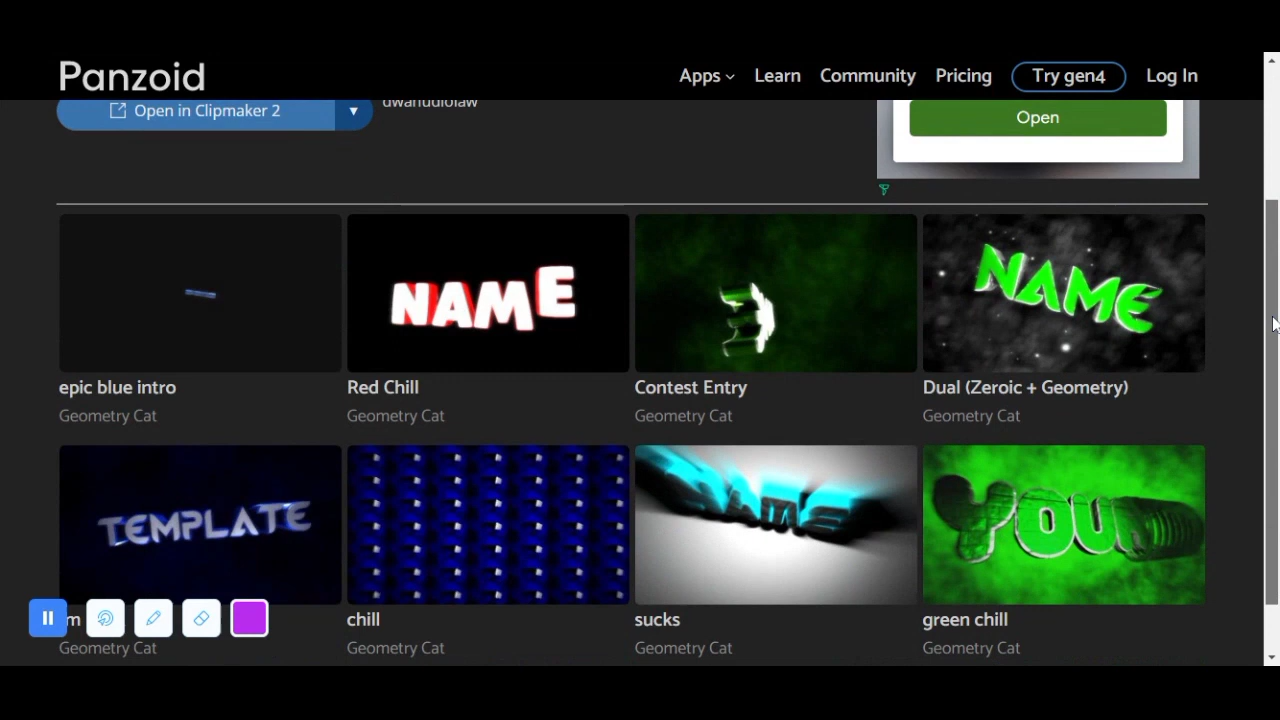 Panzoid
Apps Learn Community Pricing Try gen4 Log In
Open in Clipmaker 2
Open
NAME
NAME
epic blue intro
Red Chill
Contest Entry
Dual (Zeroic + Geometry)
Geometry Cat
Geometry Cat
Geometry Cat
Geometry Cat
TEMPLATE
NAME
YOUR
m
chill
sucks
green chill
Geometry Cat
Geometry Cat
Geometry Cat
Geometry Cat